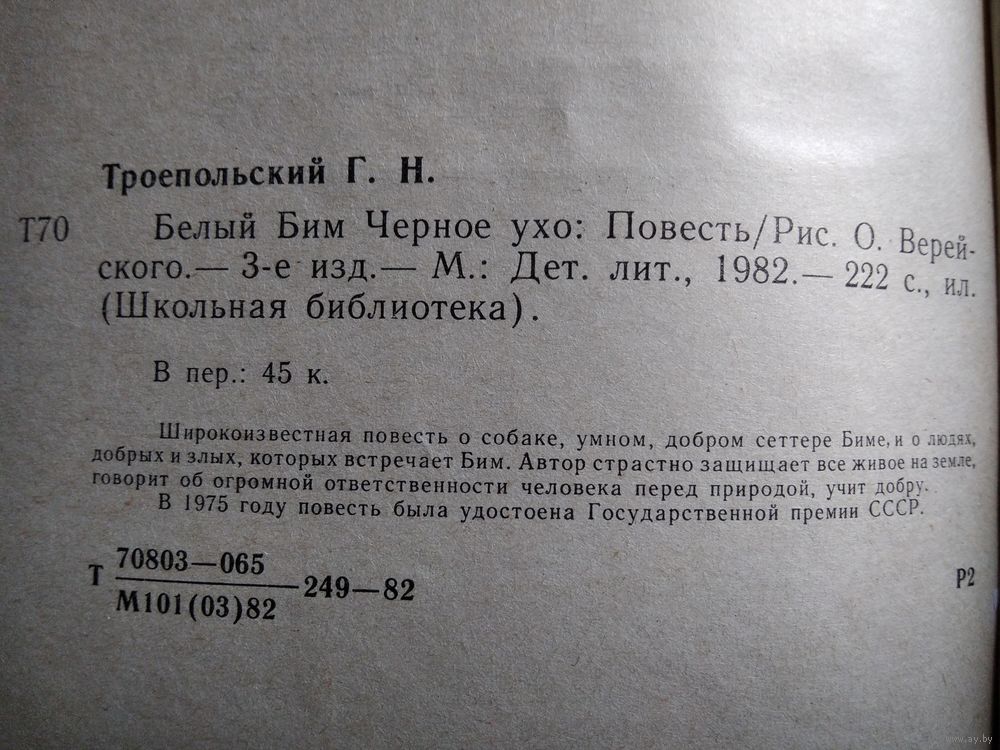 Троепольский Г. Н.
Т70 Белый Бим Черное ухо: Повесть/Рис. О. Верей-
ского.— 3-е изд.— М.: Дет. лит., 1982.— 222 с., ил.
(Школьная библиотека).
В пер.: 45 к.
Широкоизвестная повесть о собаке, умном, добром сеттере Биме, и о людях,
добрых и злых, которых встречает Бим. Автор страстно защищает все живое на земле,
говорит об огромной ответственности человека перед природой, учит добру.
В 1975 году повесть была удостоена Государственной премии СССР.
Т 70803—065
М101(03)82 249—82
Р2
www.ay.by